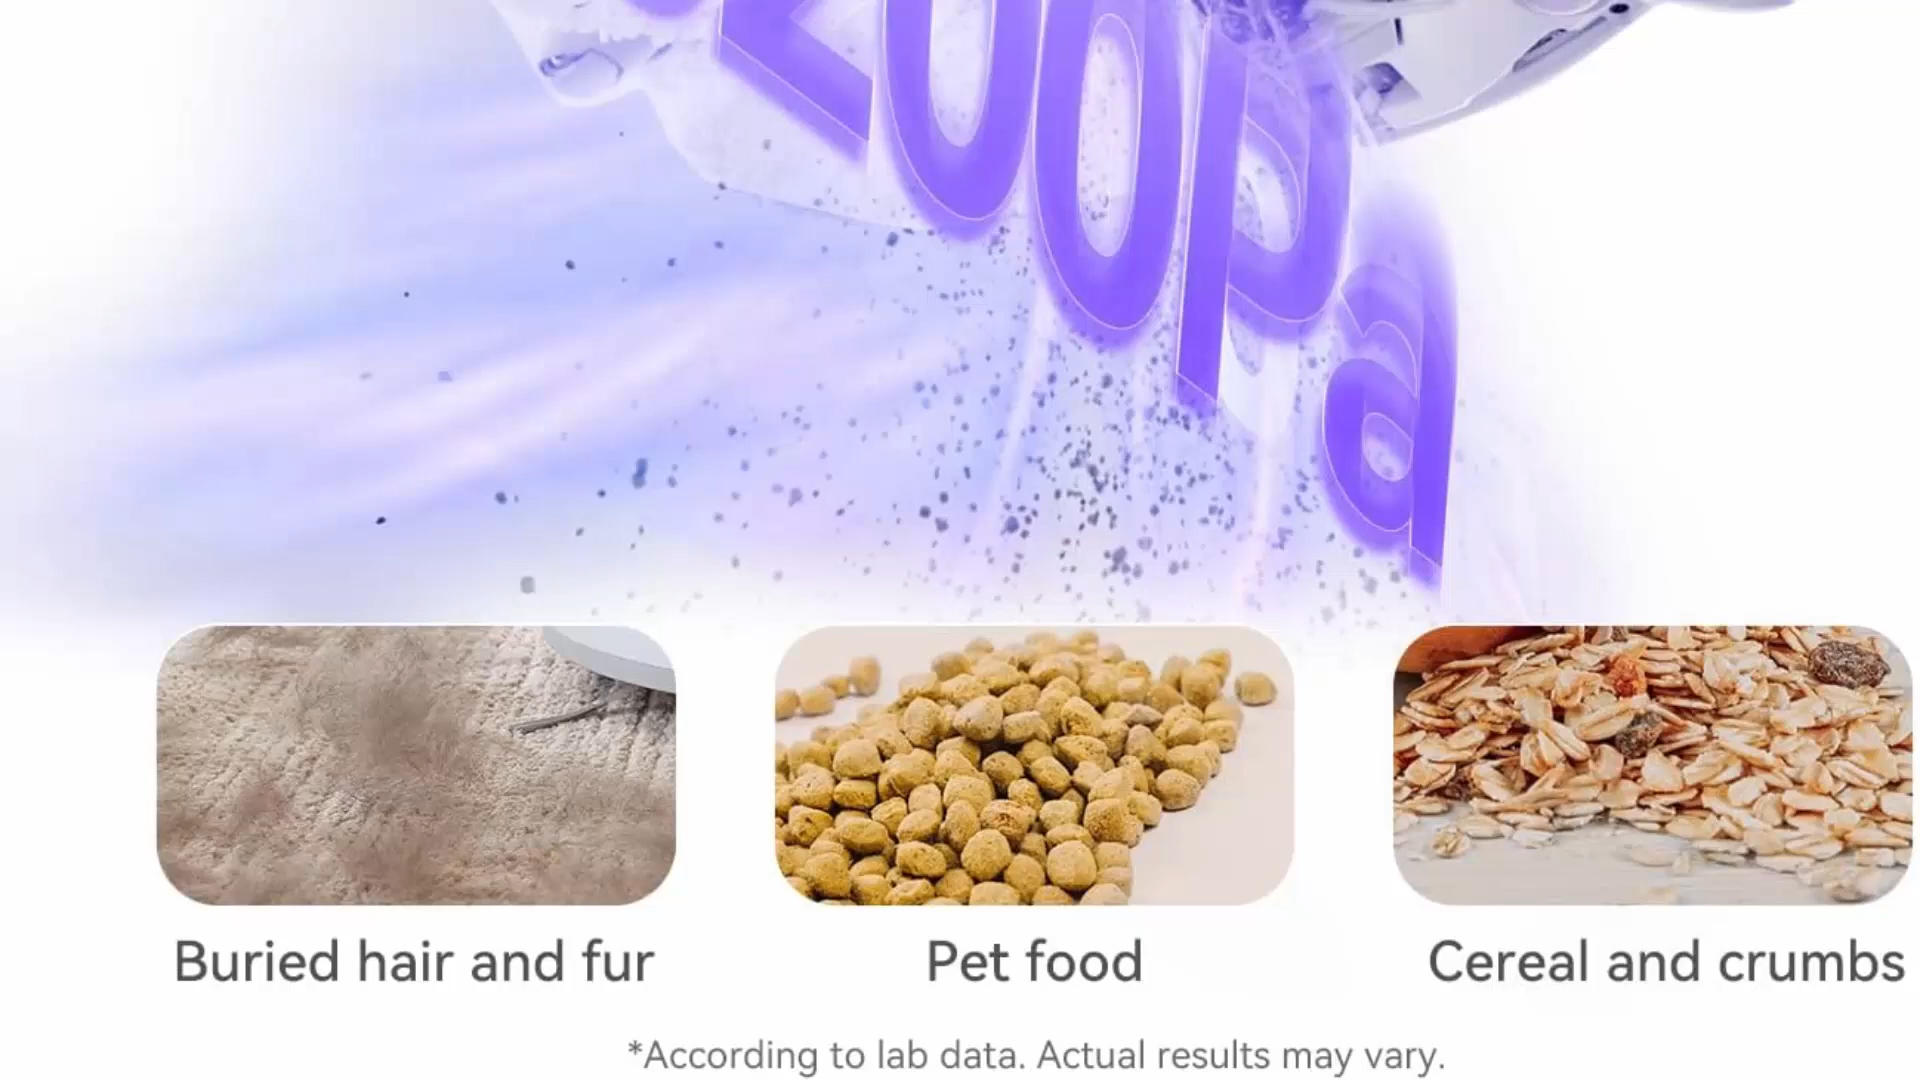 Buried hair and fur
Pet food
Cereal and crumbs
*According to lab data. Actual results may vary.